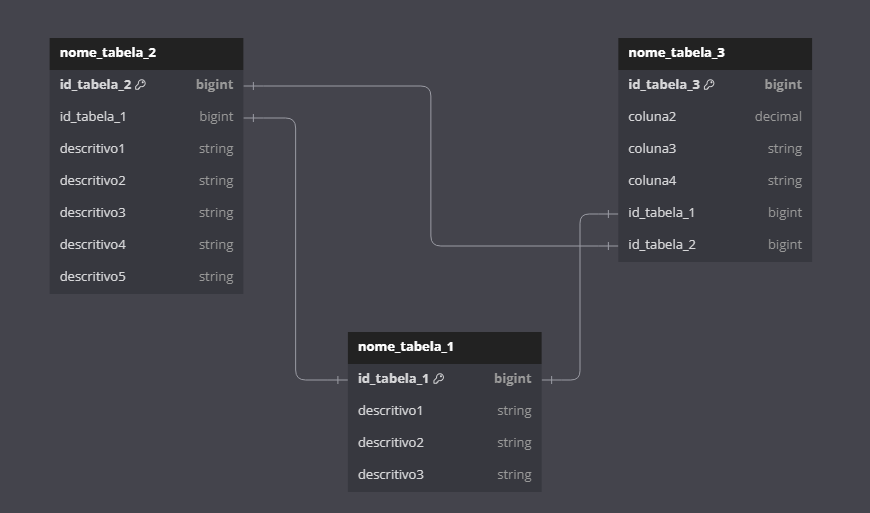 nome_tabela_2
id_tabela_2 bigint
id_tabela_1 bigint
descritivo1 string
descritivo2 string
descritivo3 string
descritivo4 string
descritivo5 string
nome_tabela_3
id_tabela_3 bigint
coluna2 decimal
coluna3 string
coluna4 string
id_tabela_1 bigint
id_tabela_2 bigint
nome_tabela_1
id_tabela_1 bigint
descritivo1 string
descritivo2 string
descritivo3 string